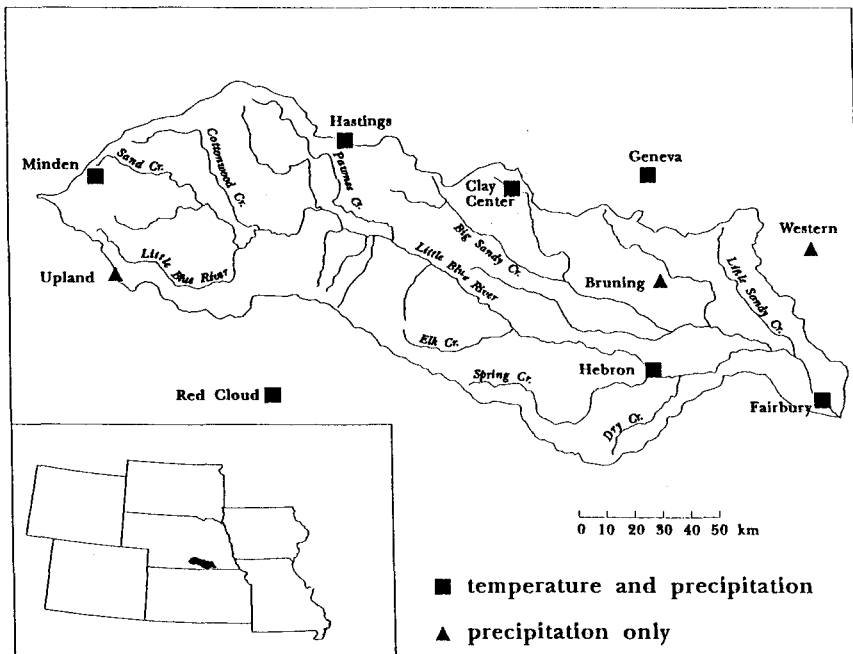 Hastings
Minden
Sand Cr.
Cottonwood Cr.
Pawnee Cr.
Clay
Center
Geneva
Western
Upland
Little Blue River
Big Sandy Cr.
Little Blue River
Bruning
Little Sandy Cr.
Elk Cr.
Spring Cr.
Hebron
Red Cloud
Dry Cr.
Fairbury
0 10 20 30 40 50 km
temperature and precipitation
precipitation only